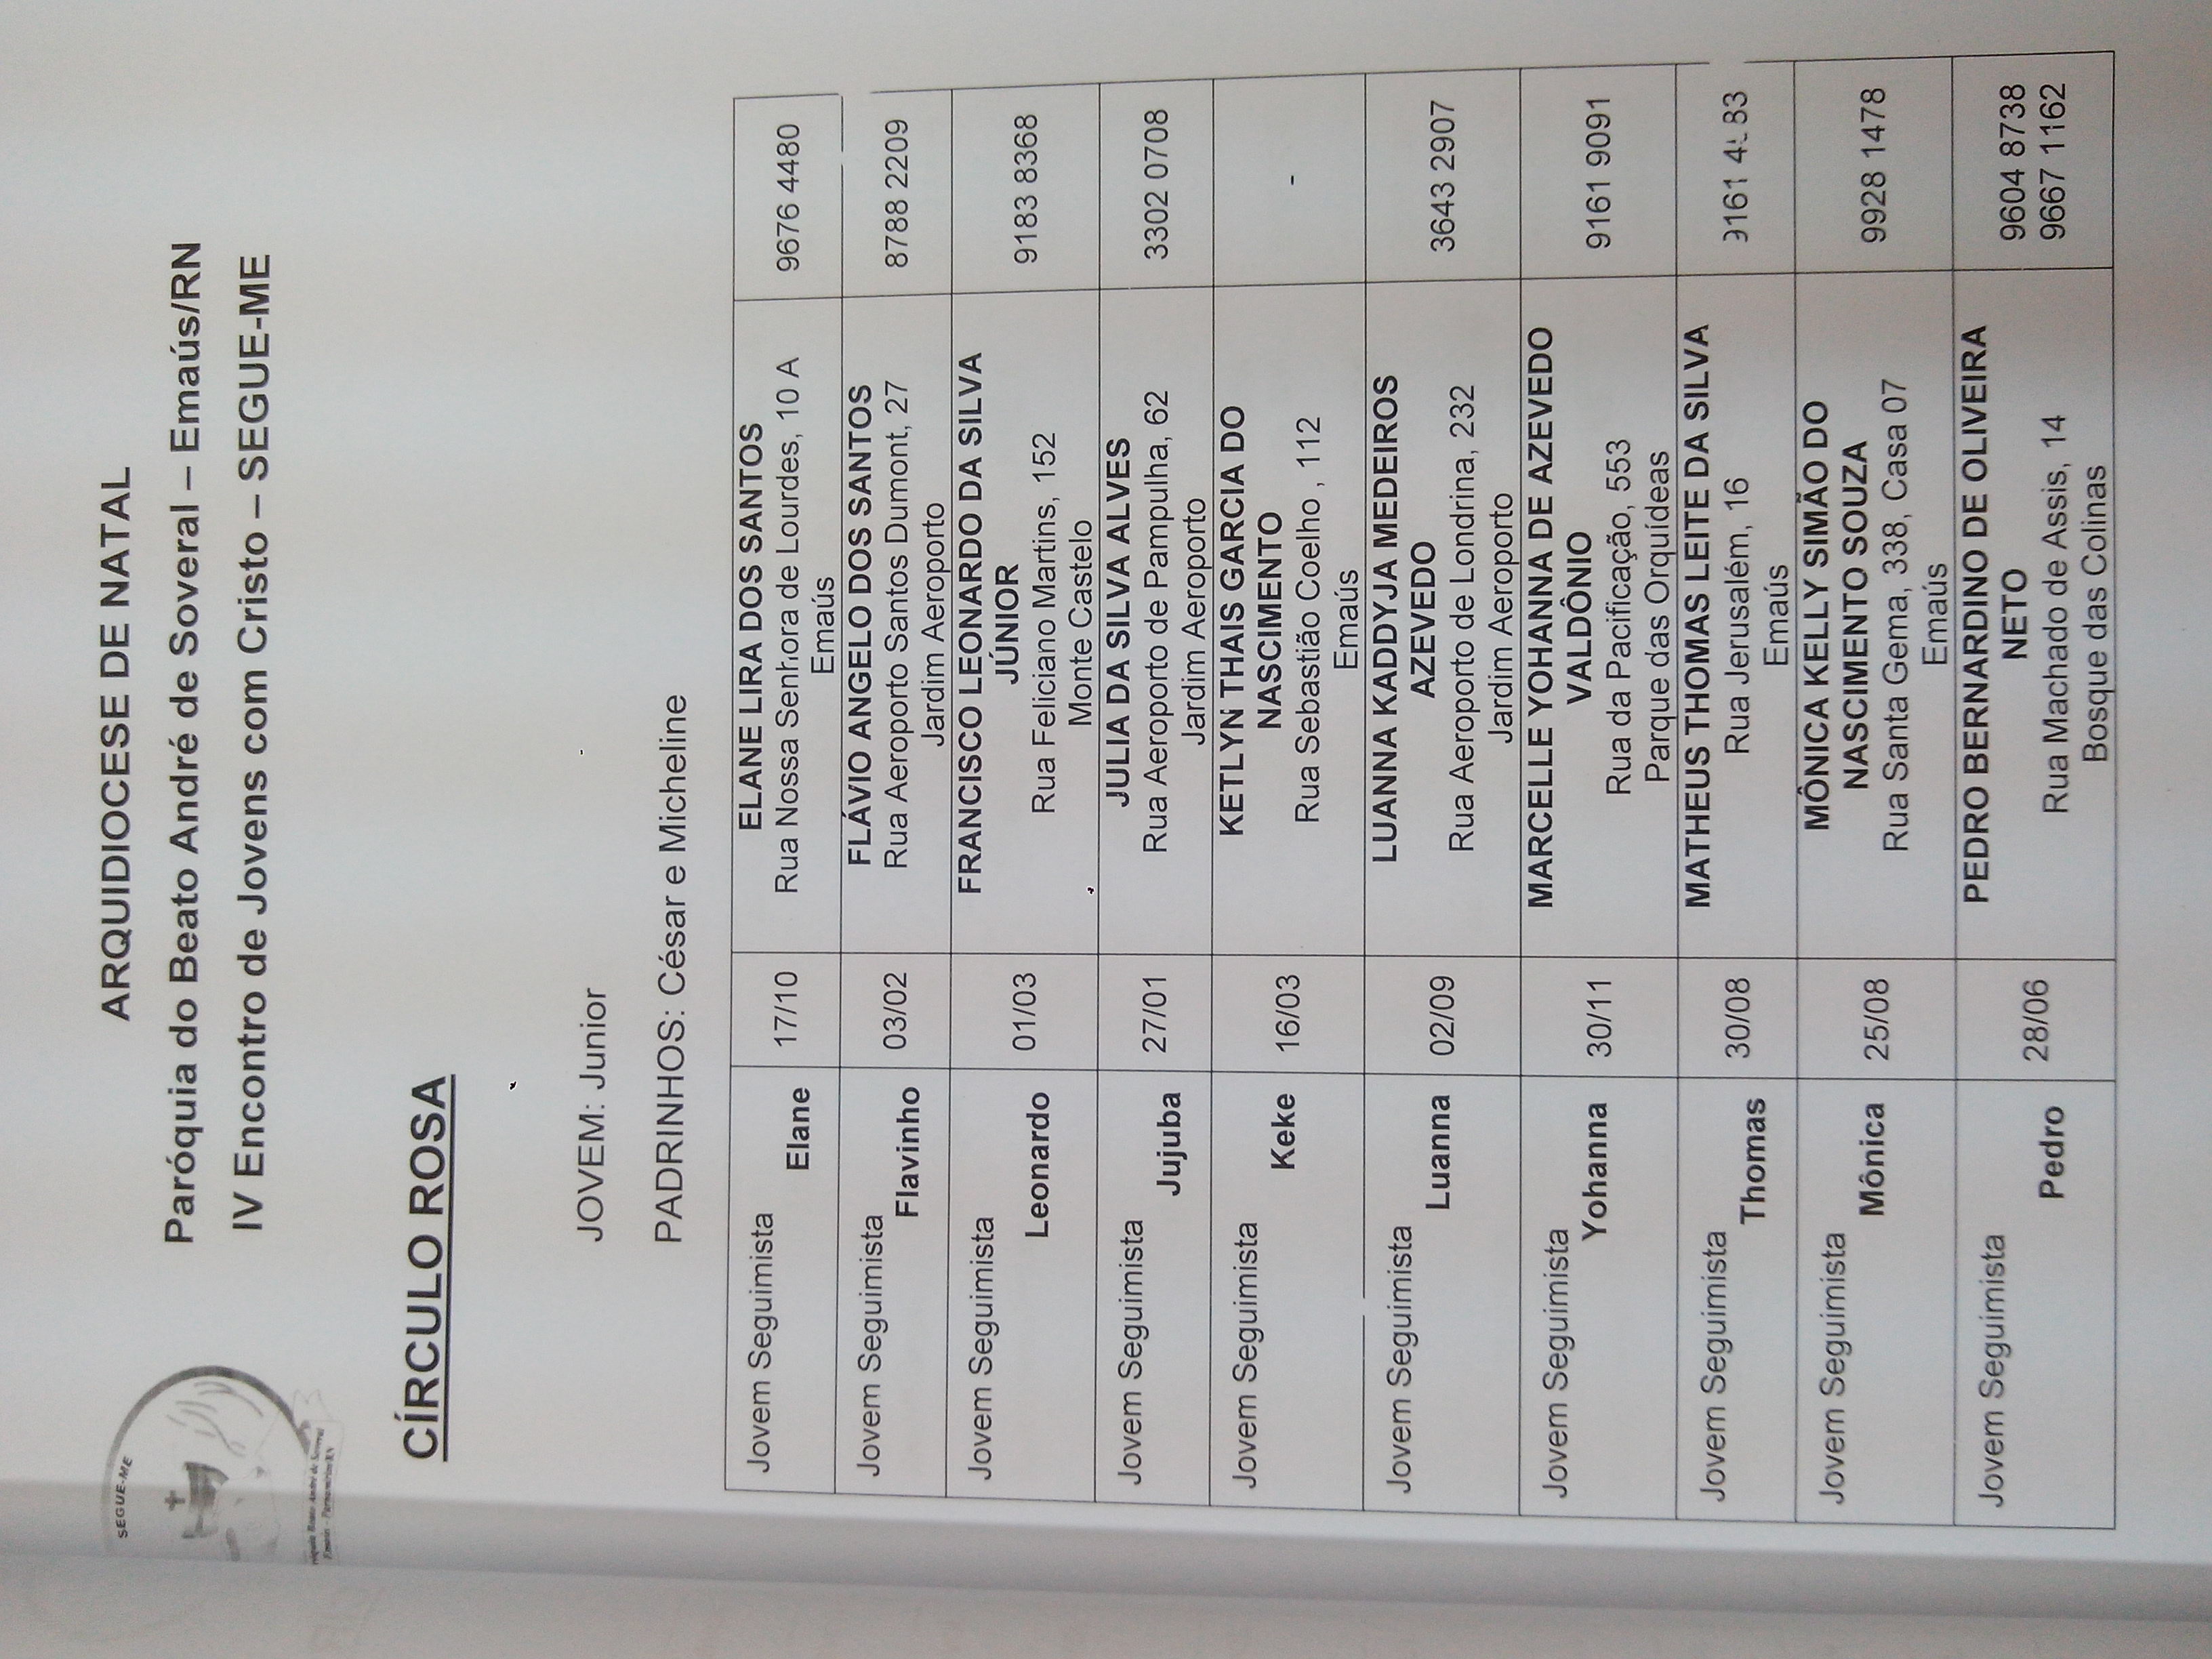 SEGUE-ME
ARQUIDIOCESE DE NATAL
Paróquia do Beato André de Soveral – Emaús/RN
IV Encontro de Jovens com Cristo – SEGUE-ME
Beato André de Soveral
Emaús - Parnamirim/RN
CÍRCULO ROSA
JOVEM: Junior
PADRINHOS: César e Micheline
Jovem Seguimista
Elane
17/10
ELANE LIRA DOS SANTOS
Rua Nossa Senhora de Lourdes, 10 A
Emaús
9676 4480
Jovem Seguimista
Flavinho
03/02
FLÁVIO ANGELO DOS SANTOS
Rua Aeroporto Santos Dumont, 27
Jardim Aeroporto
8788 2209
Jovem Seguimista
Leonardo
01/03
FRANCISCO LEONARDO DA SILVA
JÚNIOR
Rua Feliciano Martins, 152
Monte Castelo
9183 8368
Jovem Seguimista
Jujuba
27/01
JULIA DA SILVA ALVES
Rua Aeroporto de Pampulha, 62
Jardim Aeroporto
3302 0708
Jovem Seguimista
Keke
16/03
KETLYN THAIS GARCIA DO
NASCIMENTO
Rua Sebastião Coelho , 112
Emaús
-
Jovem Seguimista
Luanna
02/09
LUANNA KADDYJA MEDEIROS
AZEVEDO
Rua Aeroporto de Londrina, 232
Jardim Aeroporto
3643 2907
Jovem Seguimista
Yohanna
30/11
MARCELLE YOHANNA DE AZEVEDO
VALDÔNIO
Rua da Pacificação, 553
Parque das Orquídeas
9161 9091
Jovem Seguimista
Thomas
30/08
MATHEUS THOMAS LEITE DA SILVA
Rua Jerusalém, 16
Emaús
9161
Jovem Seguimista
Mônica
25/08
MÔNICA KELLY SIMÃO DO
NASCIMENTO SOUZA
Rua Santa Gema, 338, Casa 07
Emaús
9928 1478
Jovem Seguimista
Pedro
28/06
PEDRO BERNARDINO DE OLIVEIRA
NETO
Rua Machado de Assis, 14
Bosque das Colinas
9604 8738
9667 1162